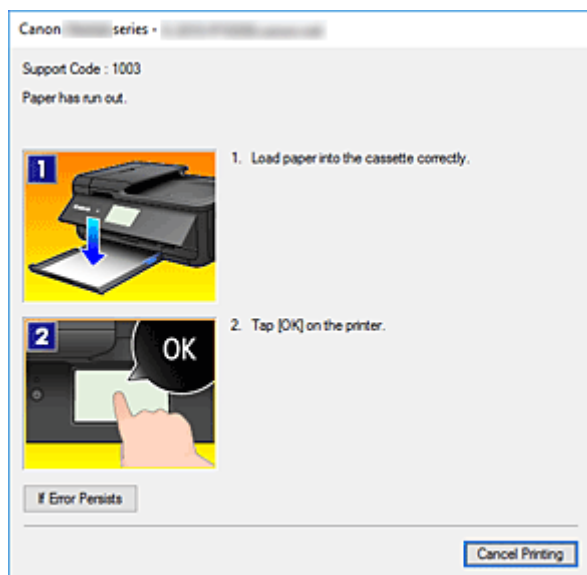 Canon series -
Support Code : 1003
Paper has run out.
1
1. Load paper into the cassette correctly.
2
OK
2. Tap [OK] on the printer.
If Error Persists
Cancel Printing